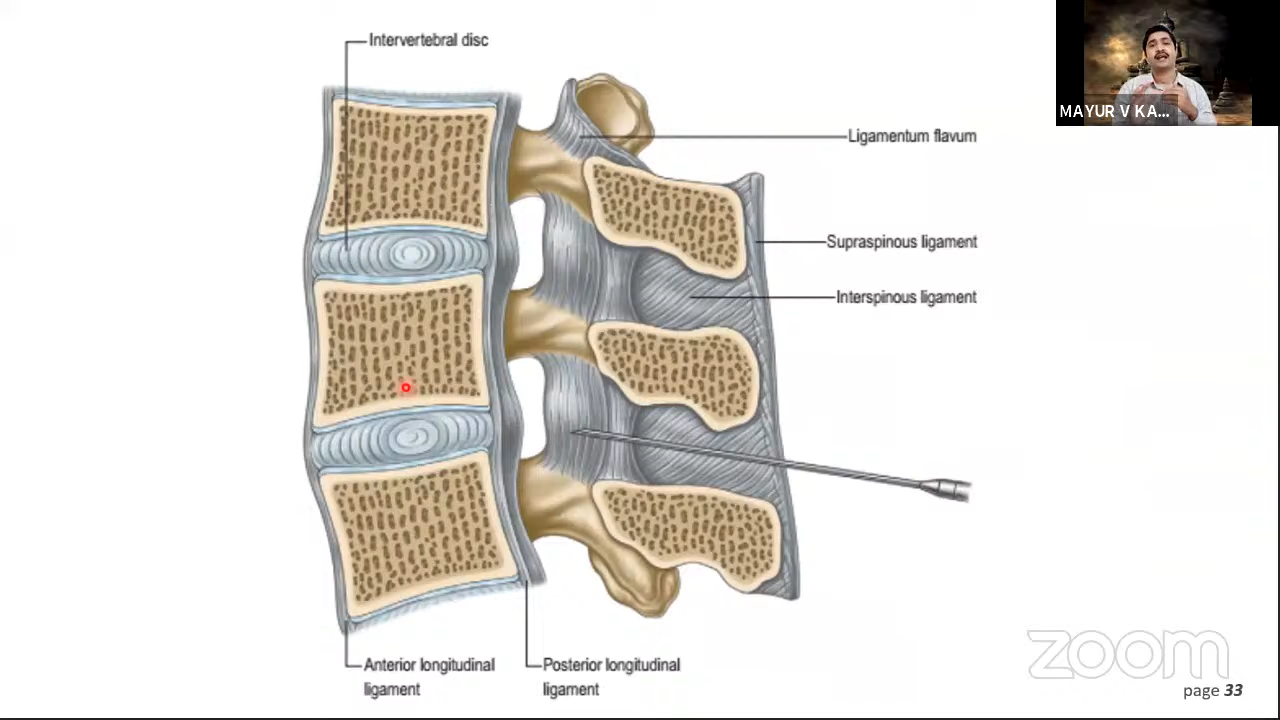 Intervertebral disc
MAYUR V KA...
Ligamentum flavum
Supraspinous ligament
Interspinous ligament
Anterior longitudinal
ligament
Posterior longitudinal
ligament
zoom
page 33